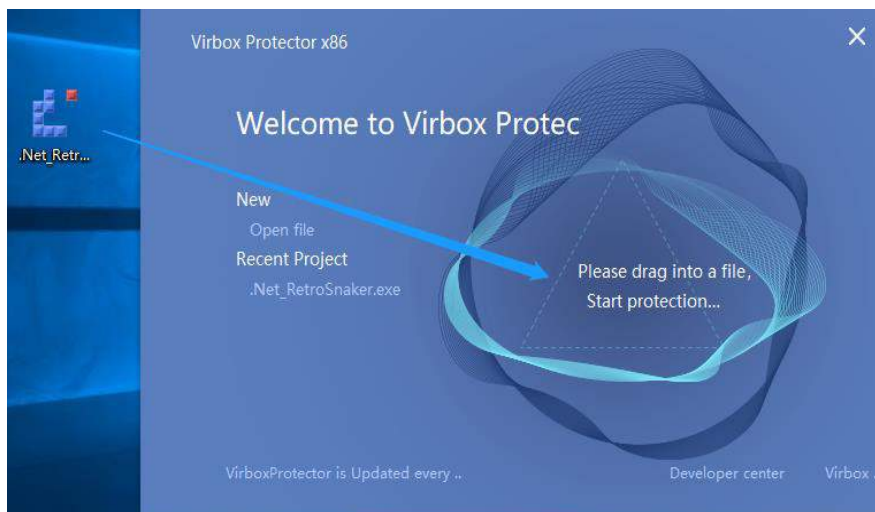 Virbox Protector x86
.Net_Retr...
Welcome to Virbox Protec
New
Open file
Recent Project
.Net_RetroSnaker.exe
Please drag into a file,
Start protection...
VirboxProtector is Updated every ..
Developer center
Virbox .